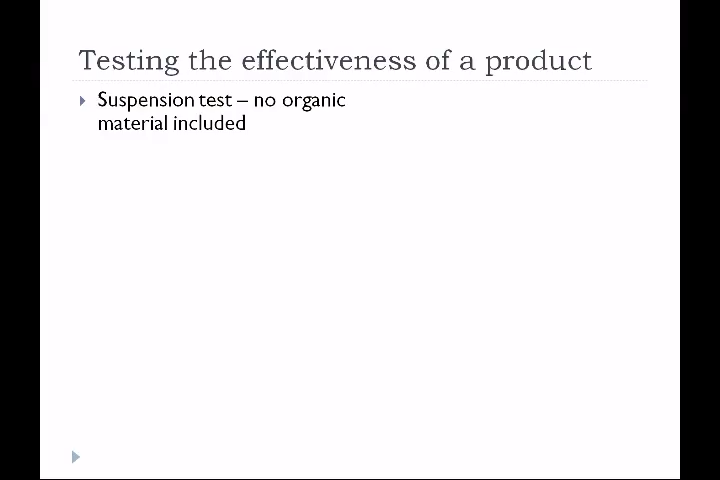 Testing the effectiveness of a product
Suspension test – no organic
material included